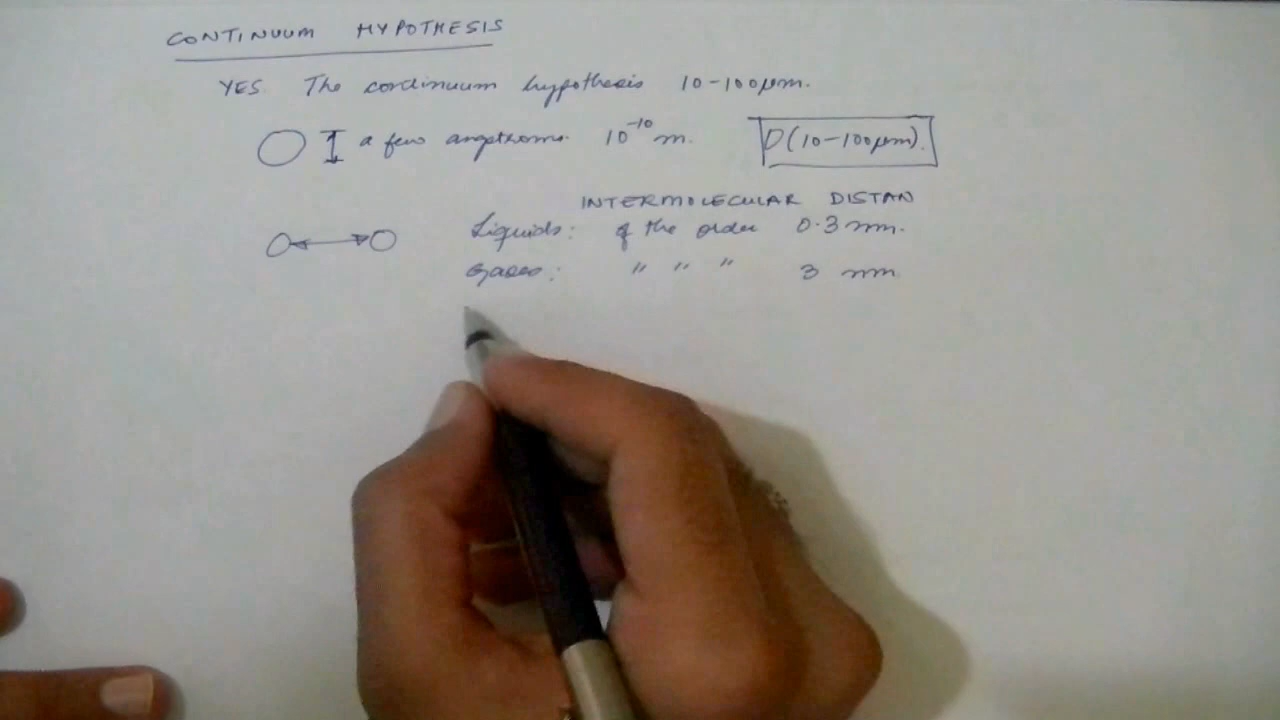 CONTINUUM HYPOTHESIS
YES The continuum hypothesis 10-100μm.
a few angstroms. 10⁻¹⁰ m. D(10-100μm).
INTERMOLECULAR DISTAN
Liquids: of the order 0.3 nm.
Gases: " " " 3 nm